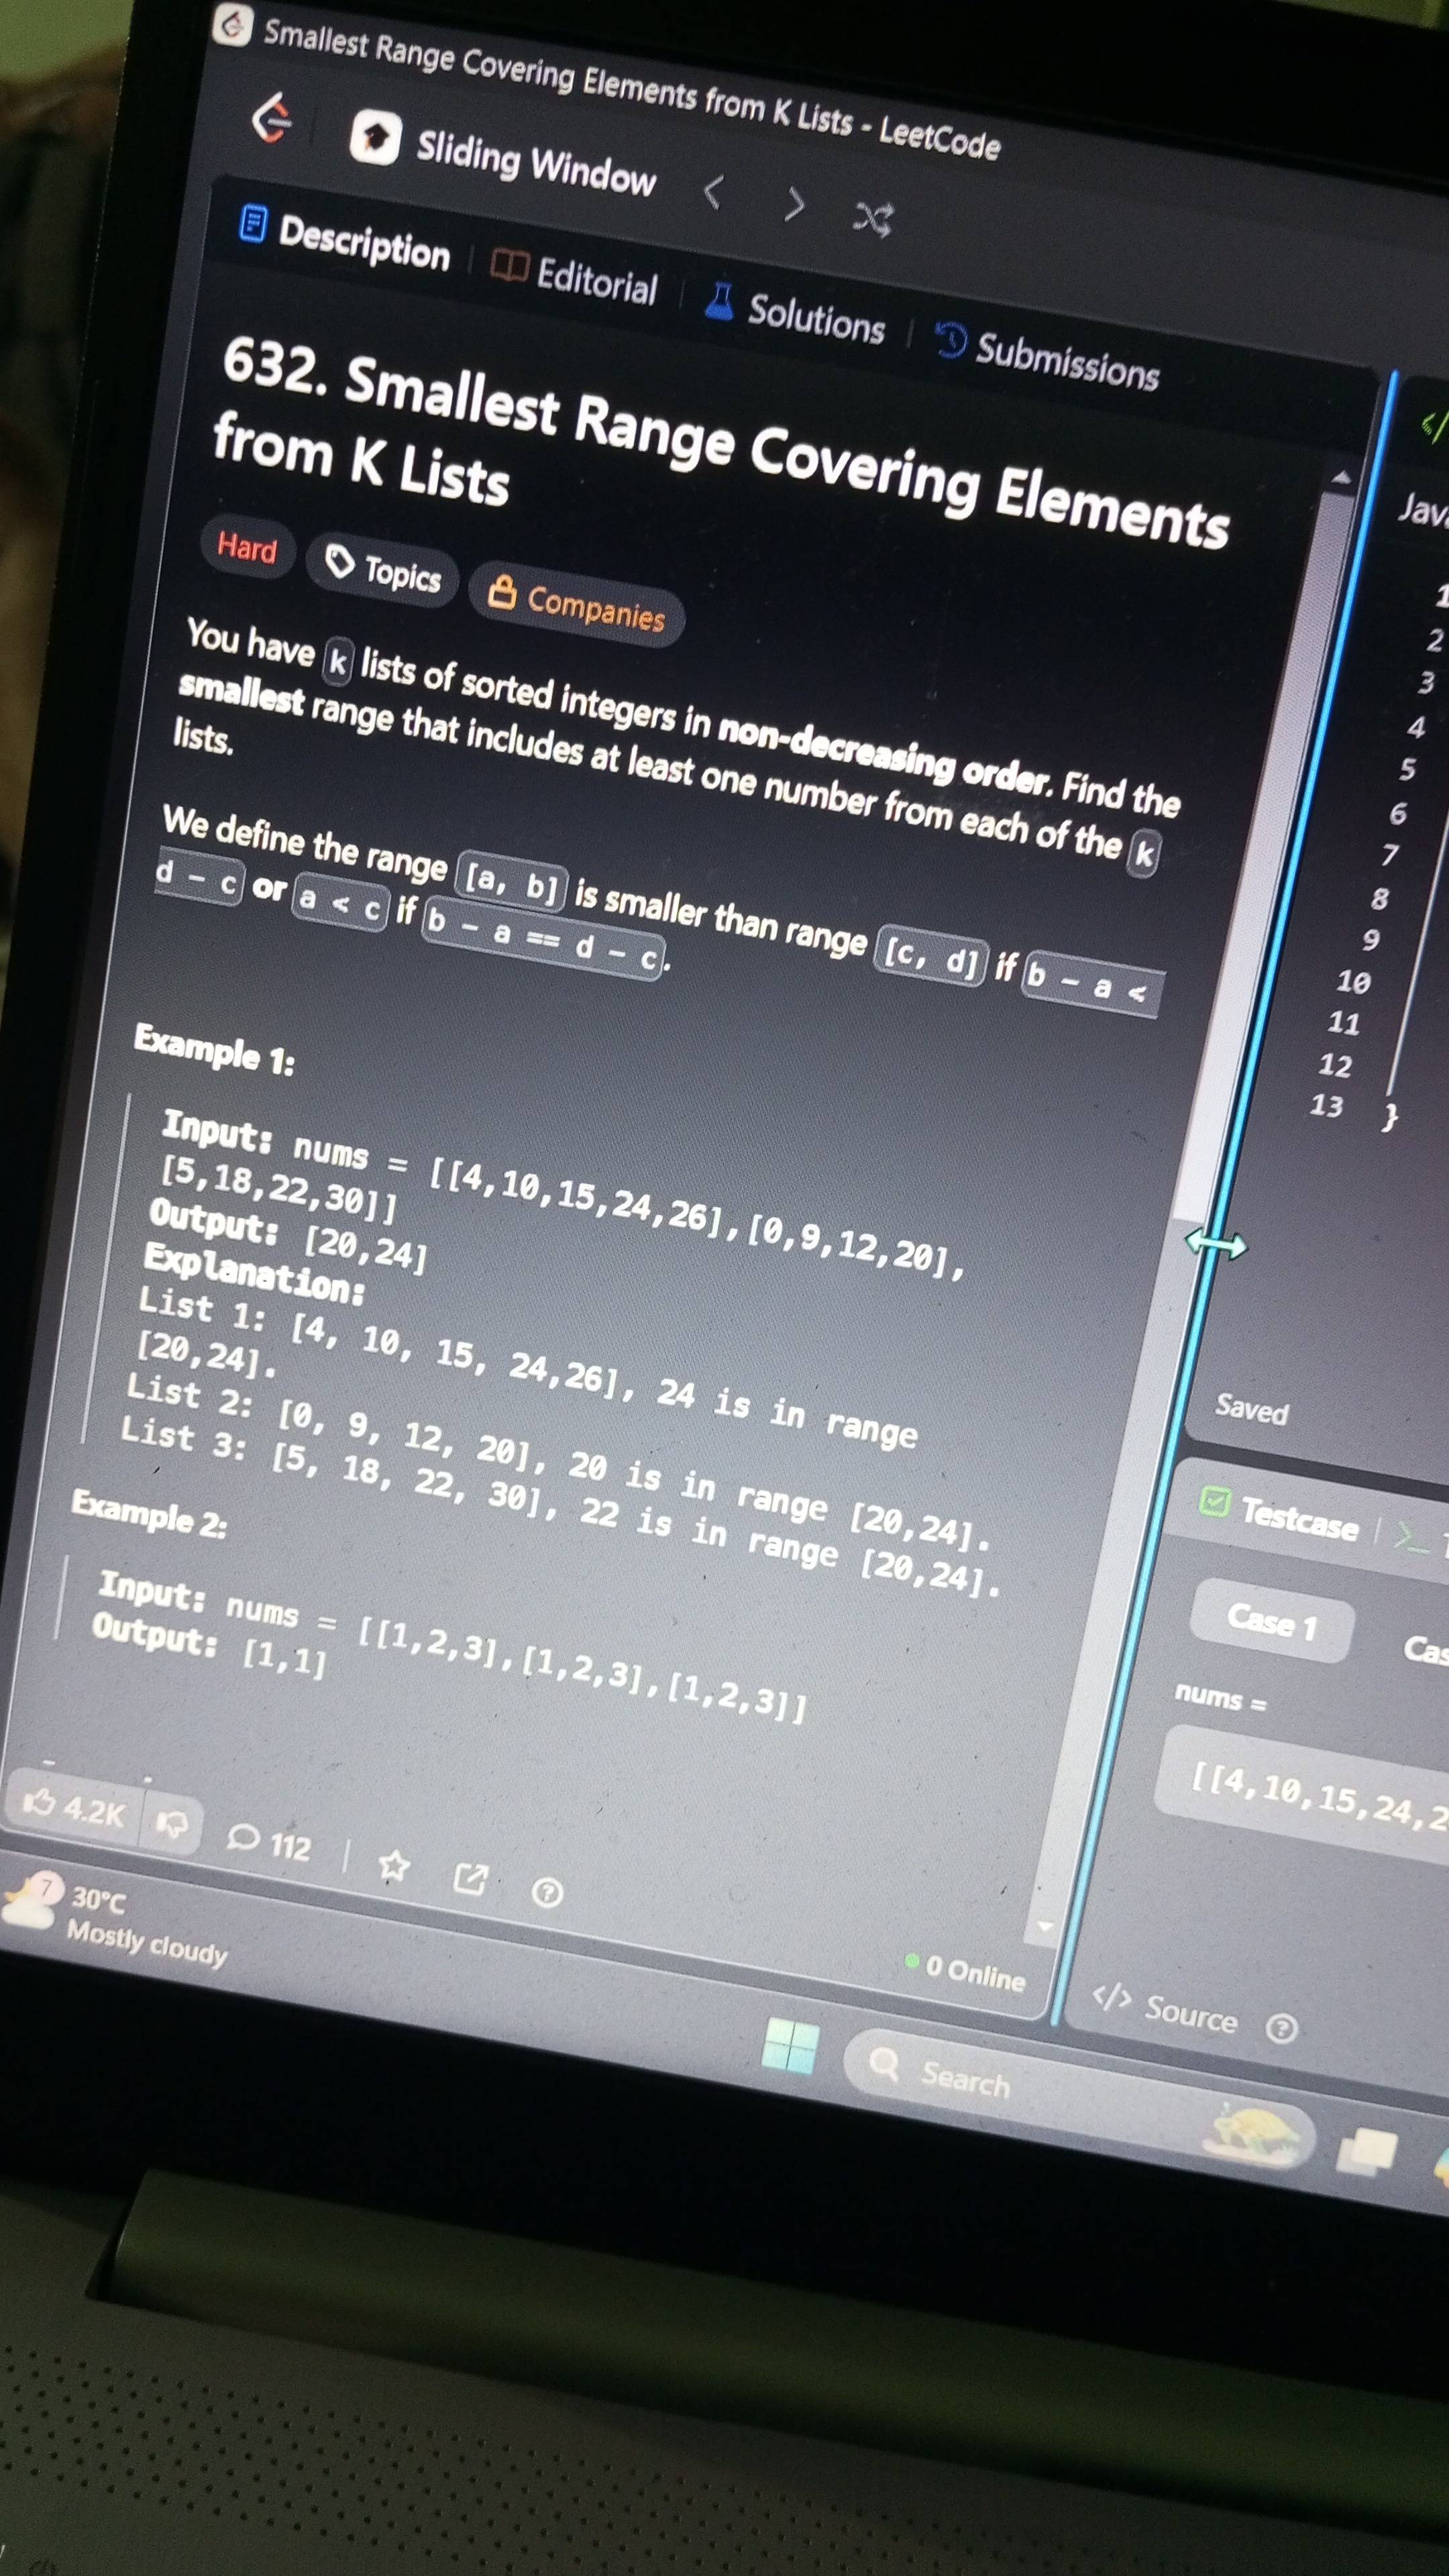 Smallest Range Covering Elements from K Lists - LeetCode
Sliding Window
Description
Editorial
Solutions
Submissions
632. Smallest Range Covering Elements
from K Lists
Hard
Topics
Companies
You have k lists of sorted integers in non-decreasing order. Find the
smallest range that includes at least one number from each of the k
lists.
We define the range [a, b] is smaller than range [c, d] if b - a <
d - c or a < c if b - a == d - c.
Example 1:
Input: nums = [[4,10,15,24,26],[0,9,12,20],
[5,18,22,30]]
Output: [20,24]
Explanation:
List 1: [4, 10, 15, 24,26], 24 is in range
[20,24].
List 2: [0, 9, 12, 20], 20 is in range [20,24].
List 3: [5, 18, 22, 30], 22 is in range [20,24].
Example 2:
Input: nums = [[1,2,3],[1,2,3],[1,2,3]]
Output: [1,1]
4.2K
112
0 Online
</>
Jav
1
2
3
4
5
6
7
8
9
10
11
12
13 }
Saved
Testcase
Case 1
Cas
nums =
[[4,10,15,24,2
</> Source
7
30°C
Mostly cloudy
Search